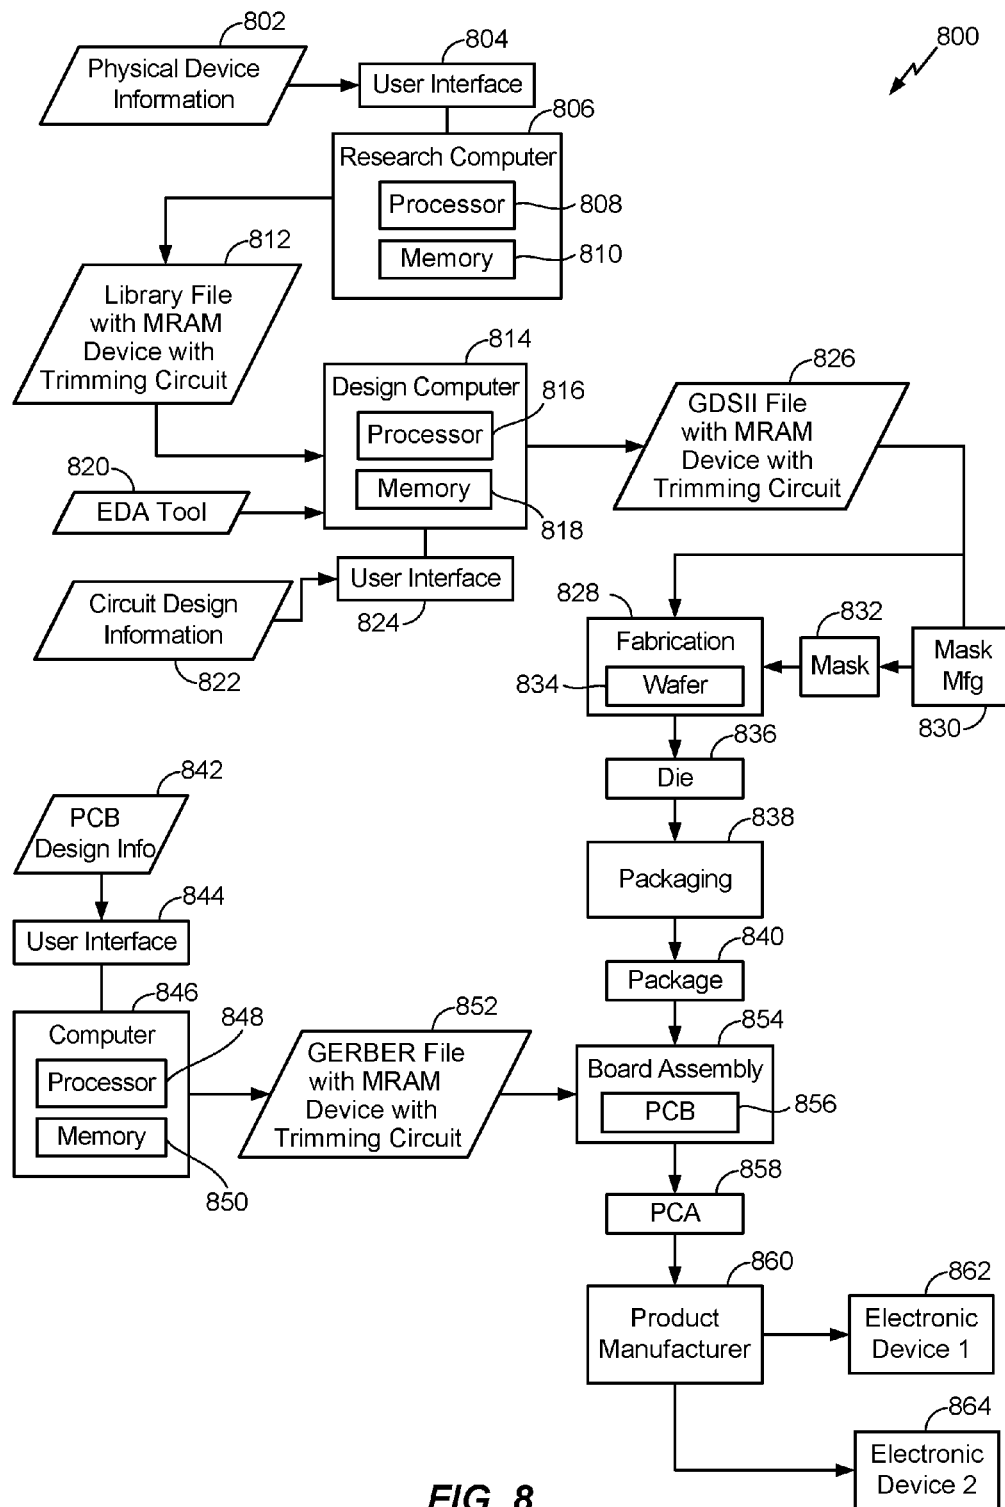 802
Physical Device
Information
804
User Interface
800
806
Research Computer
Processor
808
Memory
810
812
Library File
with MRAM
Device with
Trimming Circuit
814
Design Computer
816
Processor
Memory
818
820
EDA Tool
User Interface
824
Circuit Design
Information
822
826
GDSII File
with MRAM
Device with
Trimming Circuit
828
Fabrication
834
Wafer
832
Mask
Mask
Mfg
830
836
Die
838
Packaging
840
Package
842
PCB
Design Info
844
User Interface
846
Computer
848
Processor
Memory
850
852
GERBER File
with MRAM
Device with
Trimming Circuit
854
Board Assembly
PCB
856
858
PCA
860
Product
Manufacturer
862
Electronic
Device 1
864
Electronic
Device 2
FIG. 8